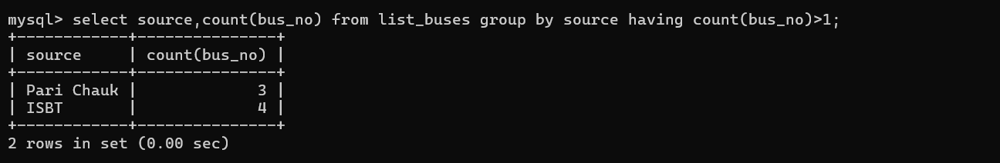 mysql> select source,count(bus_no) from list_buses group by source having count(bus_no)>1;
+------------+---------------+
| source     | count(bus_no) |
+------------+---------------+
| Pari Chauk |             3 |
| ISBT       |             4 |
+------------+---------------+
2 rows in set (0.00 sec)